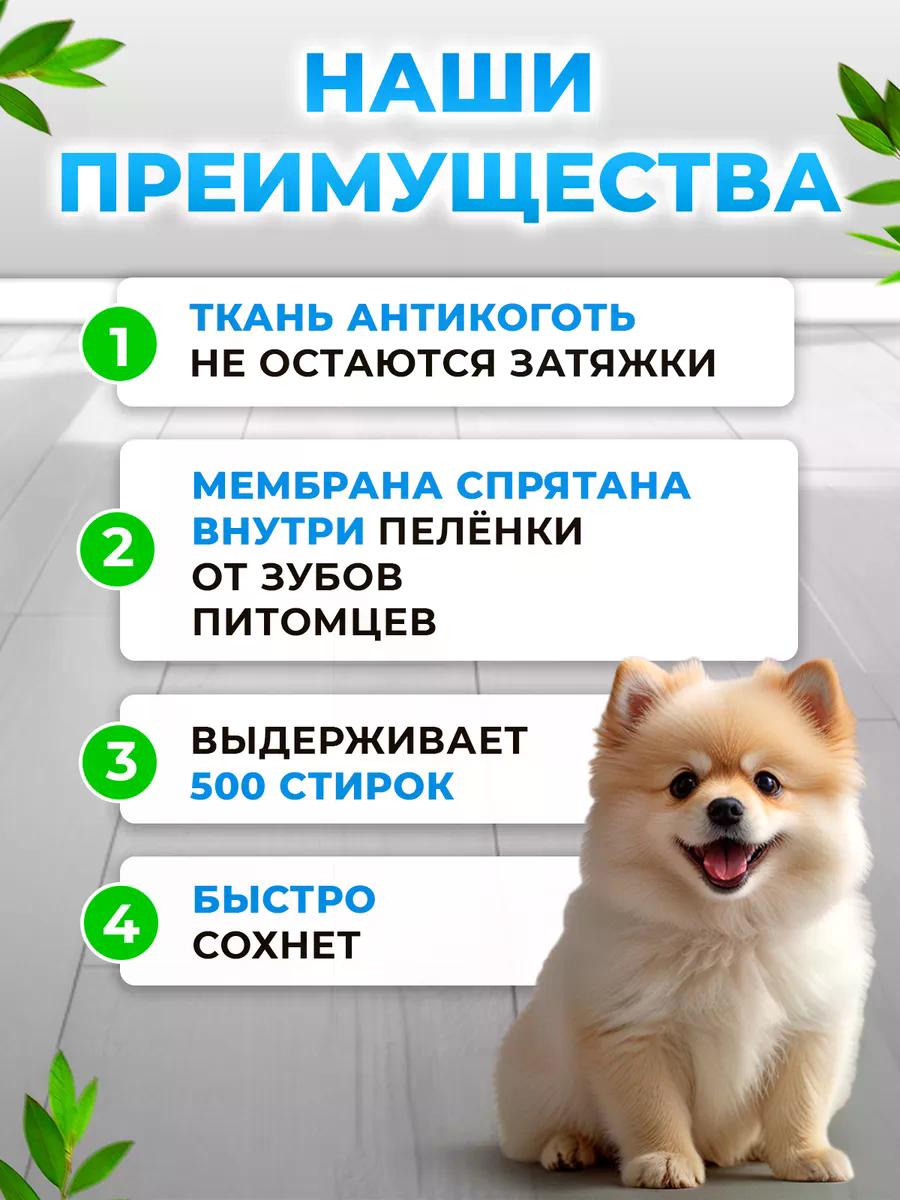 НАШИ
ПРЕИМУЩЕСТВА
1
ТКАНЬ АНТИКОГОТЬ
НЕ ОСТАЮТСЯ ЗАТЯЖКИ
2
МЕМБРАНА СПРЯТАНА
ВНУТРИ ПЕЛЁНКИ
ОТ ЗУБОВ
ПИТОМЦЕВ
3
ВЫДЕРЖИВАЕТ
500 СТИРОК
4
БЫСТРО
СОХНЕТ